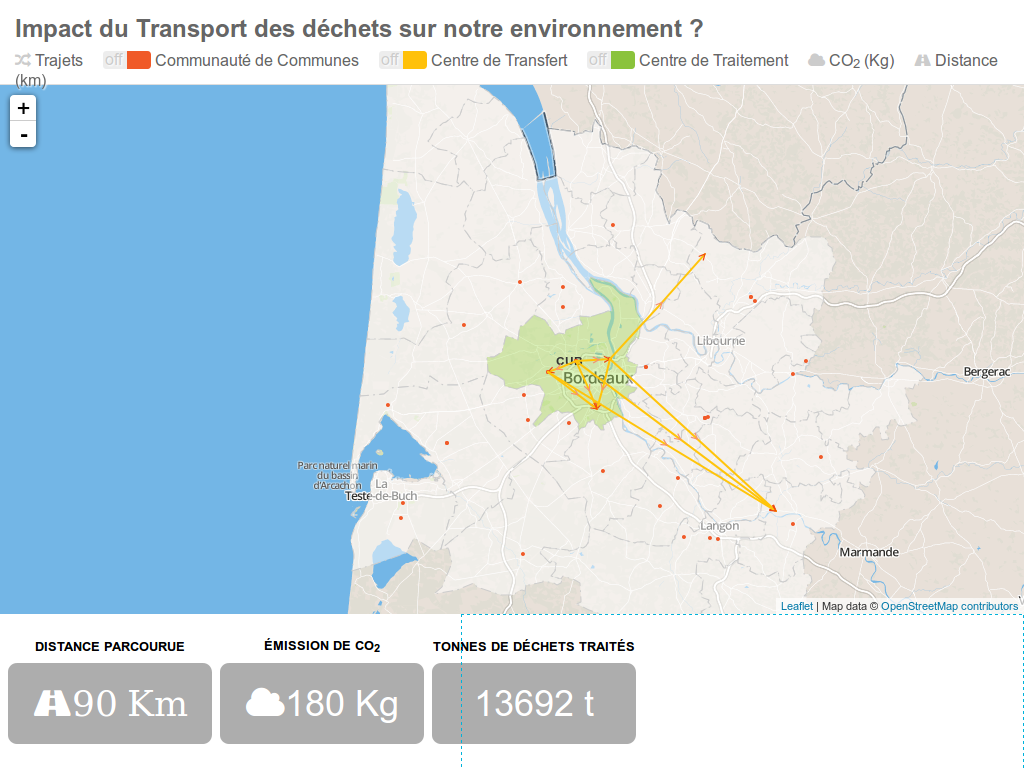 Impact du Transport des déchets sur notre environnement ?
Trajets off Communauté de Communes off Centre de Transfert off Centre de Traitement CO2 (Kg) Distance
(km)
+
-
Libourne
Bergerac
CUB
Bordeaux
Parc naturel marin
du bassin
d'Arcachon
La
Teste-de-Buch
Langon
Marmande
Leaflet | Map data © OpenStreetMap contributors
DISTANCE PARCOURUE ÉMISSION DE CO2 TONNES DE DÉCHETS TRAITÉS
90 Km 180 Kg 13692 t